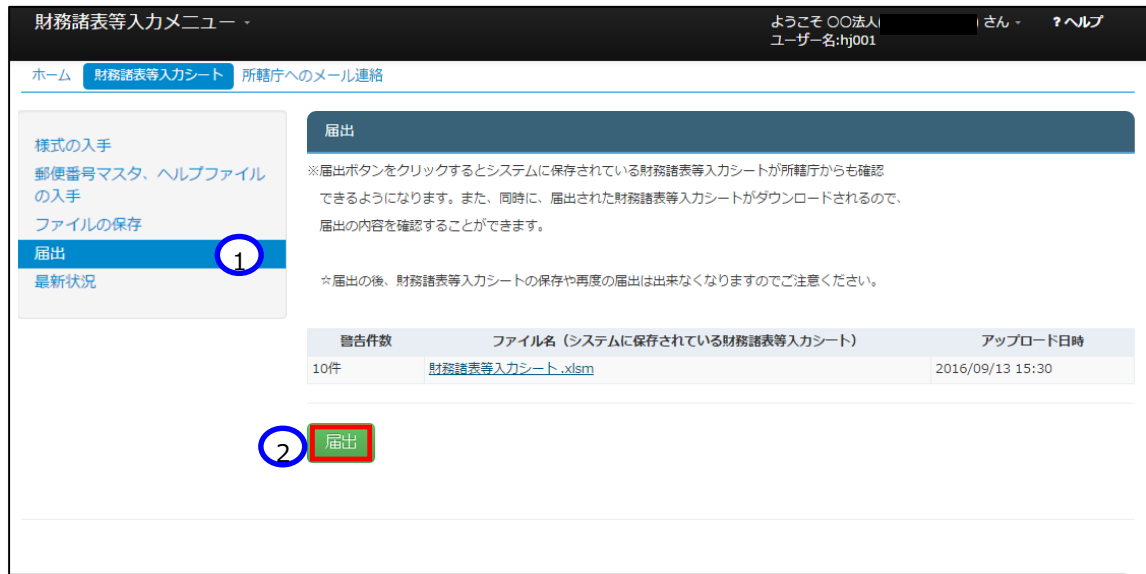 財務諸表等入力メニュー
ようこそ 〇〇法人( ) さん
ユーザー名:hj001
?ヘルプ
ホーム 財務諸表等入力シート 所轄庁へのメール連絡
様式の入手
郵便番号マスタ、ヘルプファイル
の入手
ファイルの保存
届出
1
最新状況
届出
※届出ボタンをクリックするとシステムに保存されている財務諸表等入力シートが所轄庁からも確認
できるようになります。また、同時に、届出された財務諸表等入力シートがダウンロードされるので、
届出の内容を確認することができます。
☆届出の後、財務諸表等入力シートの保存や再度の届出は出来なくなりますのでご注意ください。
警告件数 ファイル名（システムに保存されている財務諸表等入力シート） アップロード日時
10件 財務諸表等入力シート.xlsm 2016/09/13 15:30
2
届出